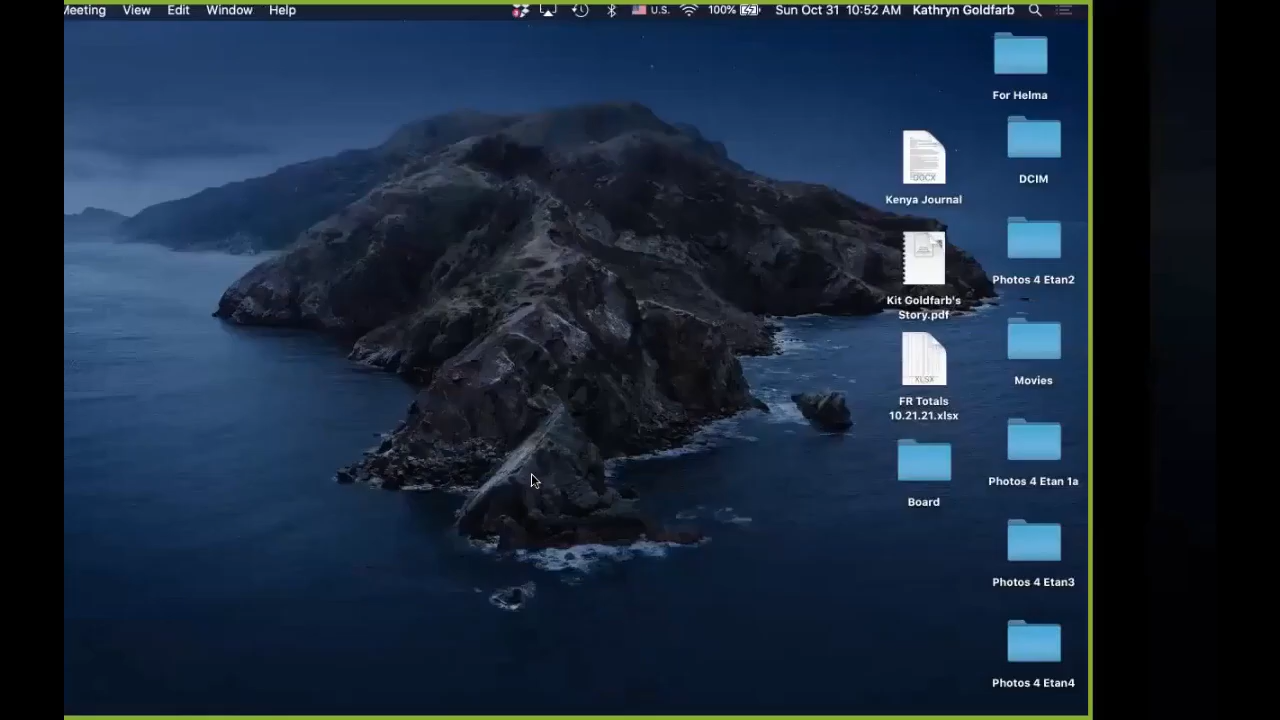 Meeting View Edit Window Help U.S. 100% Sun Oct 31 10:52 AM Kathryn Goldfarb
For Helma
DCIM
DOCX
Kenya Journal
Photos 4 Etan2
Kit Goldfarb's
Story.pdf
Movies
XLSX
FR Totals
10.21.21.xlsx
Photos 4 Etan 1a
Board
Photos 4 Etan3
Photos 4 Etan4